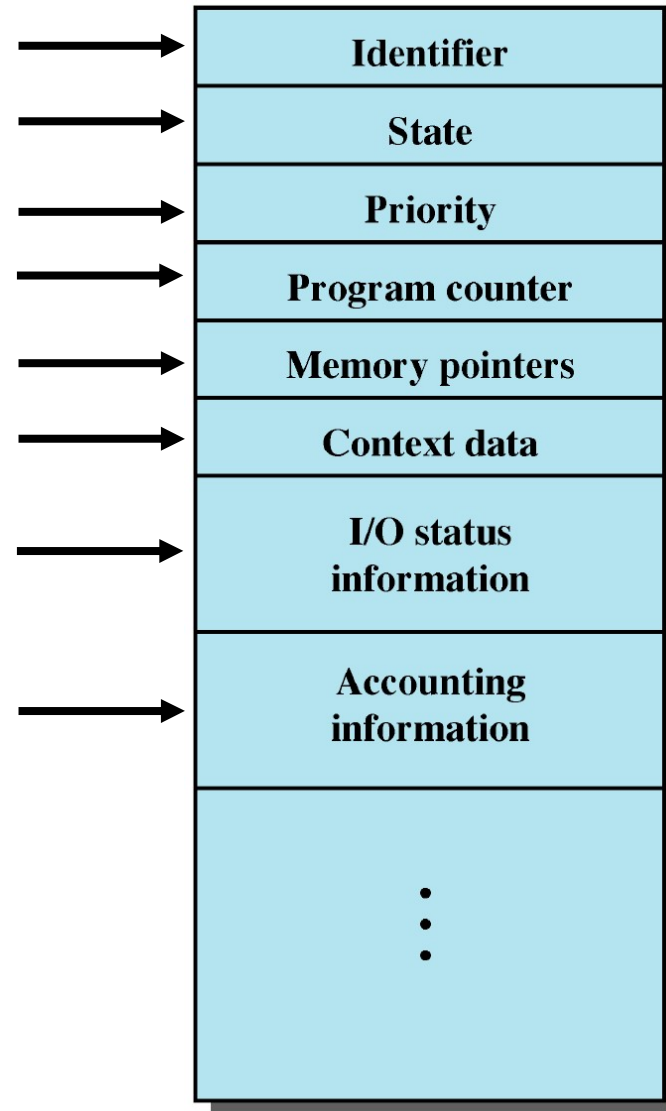 Identifier
State
Priority
Program counter
Memory pointers
Context data
I/O status
information
Accounting
information